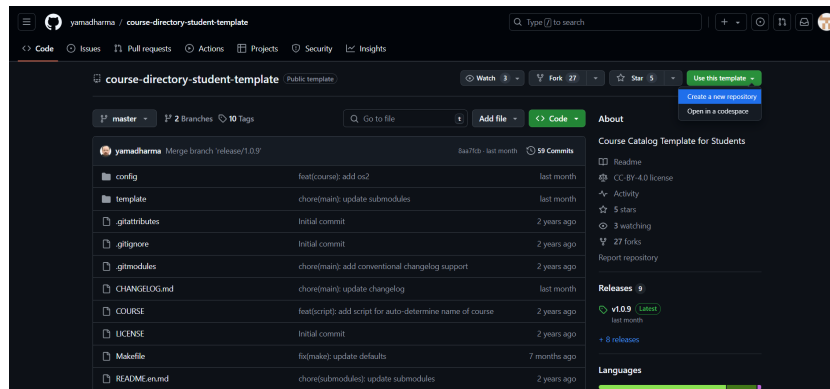 yamadharma / course-directory-student-template
Type / to search
Code Issues Pull requests Actions Projects Security Insights
course-directory-student-template Public template
Watch 3 Fork 27 Star 5 Use this template
Create a new repository
Open in a codespace
master 2 Branches 10 Tags Go to file t Add file Code
yamadharma Merge branch 'release/1.0.9' 8aa7fcb · last month 59 Commits
config feat(course): add os2 last month
template chore(main): update submodules last month
.gitattributes Initial commit 2 years ago
.gitignore Initial commit 2 years ago
.gitmodules chore(main): add conventional changelog support 2 years ago
CHANGELOG.md chore(main): update changelog last month
COURSE feat(script): add script for auto-determine name of course 2 years ago
LICENSE Initial commit 2 years ago
Makefile fix(make): update defaults 7 months ago
README.en.md chore(submodules): update submodules 2 years ago
About
Course Catalog Template for Students
Readme
CC-BY-4.0 license
Activity
5 stars
3 watching
27 forks
Report repository
Releases 9
v1.0.9 Latest
last month
+ 8 releases
Languages